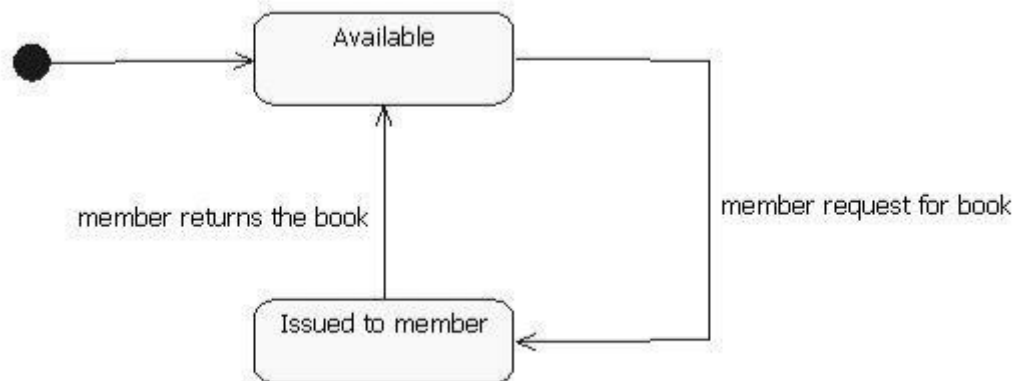 Available
member returns the book
member request for book
Issued to member